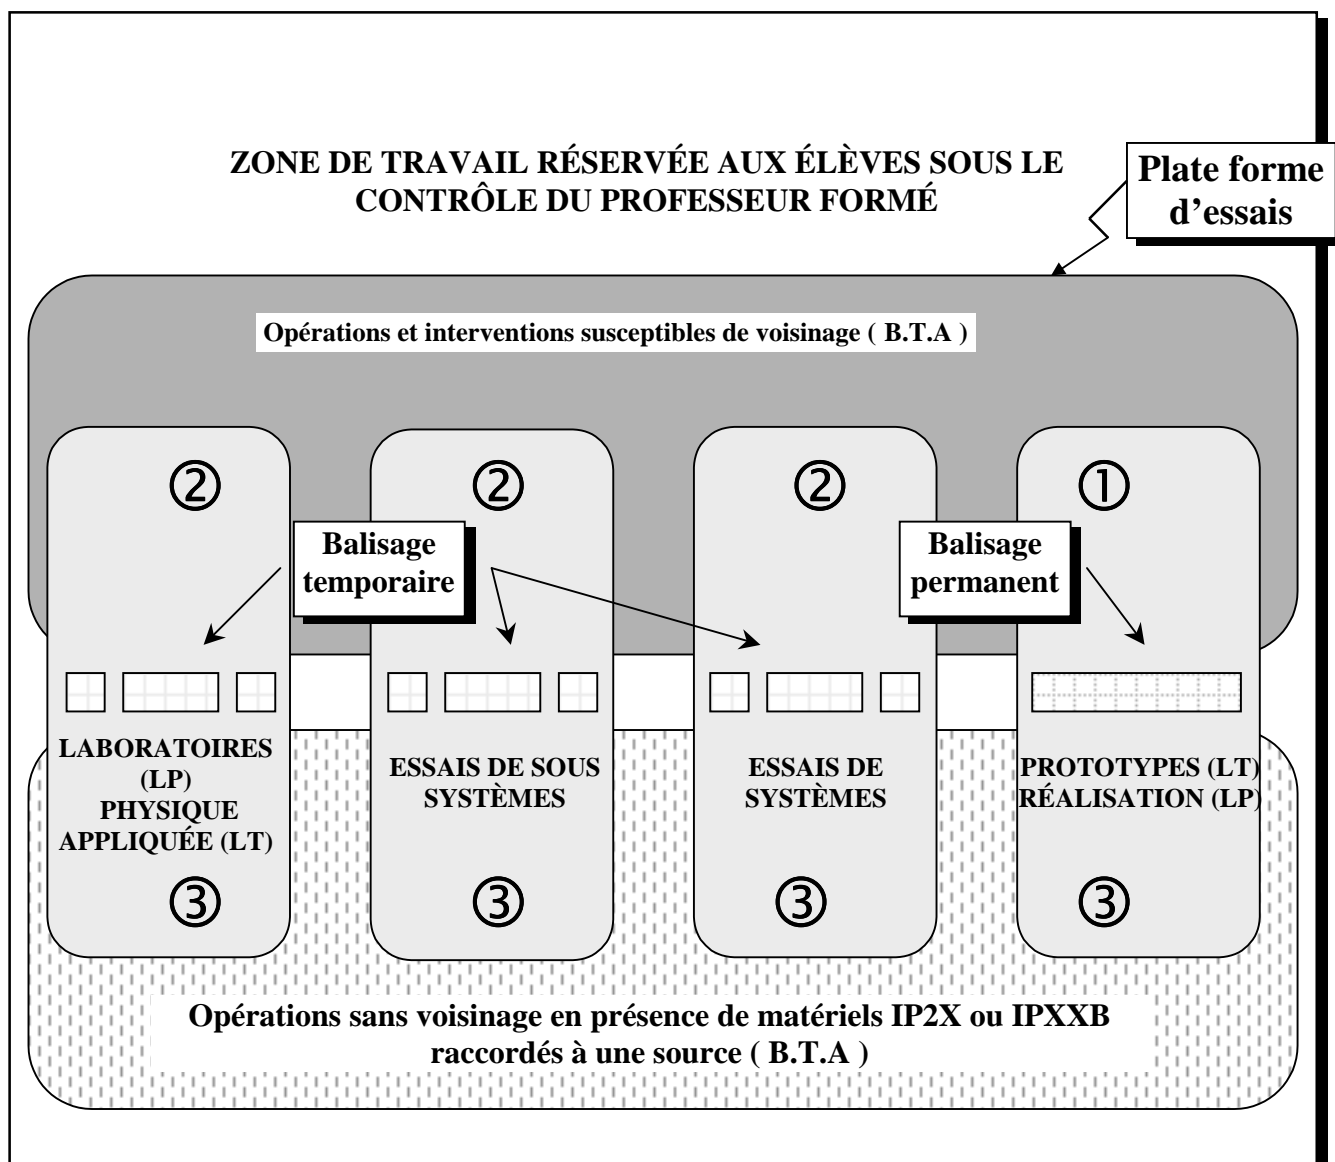 ZONE DE TRAVAIL RÉSERVÉE AUX ÉLÈVES SOUS LE
CONTRÔLE DU PROFESSEUR FORMÉ
Plate forme
d’essais
Opérations et interventions susceptibles de voisinage ( B.T.A )
②
②
②
①
Balisage
temporaire
Balisage
permanent
LABORATOIRES
(LP)
PHYSIQUE
APPLIQUÉE (LT)
ESSAIS DE SOUS
SYSTÈMES
ESSAIS DE
SYSTÈMES
PROTOTYPES (LT)
RÉALISATION (LP)
③
③
③
③
Opérations sans voisinage en présence de matériels IP2X ou IPXXB
raccordés à une source ( B.T.A )